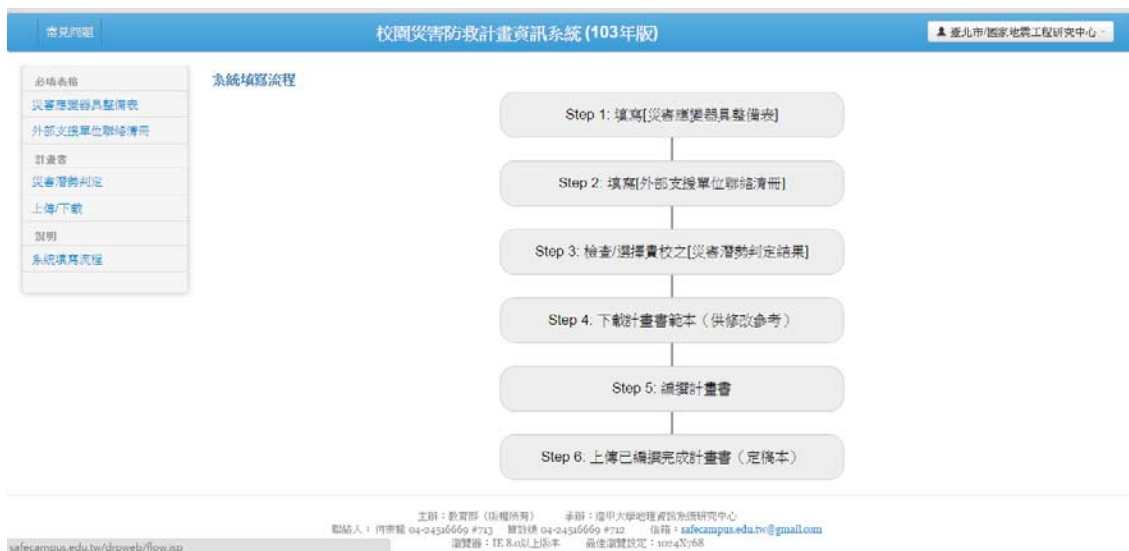 常見問題
校園災害防救計畫資訊系統 (103年版)
臺北市/國家地震工程研究中心
必填表格
災害應變器具整備表
外部支援單位聯絡清冊
計畫書
災害潛勢判定
上傳/下載
說明
系統填寫流程
系統填寫流程
Step 1: 填寫[災害應變器具整備表]
Step 2: 填寫[外部支援單位聯絡清冊]
Step 3: 檢查/選擇貴校之[災害潛勢判定結果]
Step 4: 下載計畫書範本（供修改參考）
Step 5: 編撰計畫書
Step 6: 上傳已編撰完成計畫書（定稿本）
主辦：教育部（版權所有） 承辦：逢甲大學地理資訊系統研究中心
聯絡人： 04-24516669 #713 04-24516669 #712 信箱：safecampus.edu.tw@gmail.com
瀏覽器：IE 8.0以上版本 最佳瀏覽設定：1024X768
safecampus.edu.tw/drpweb/flow.jsp